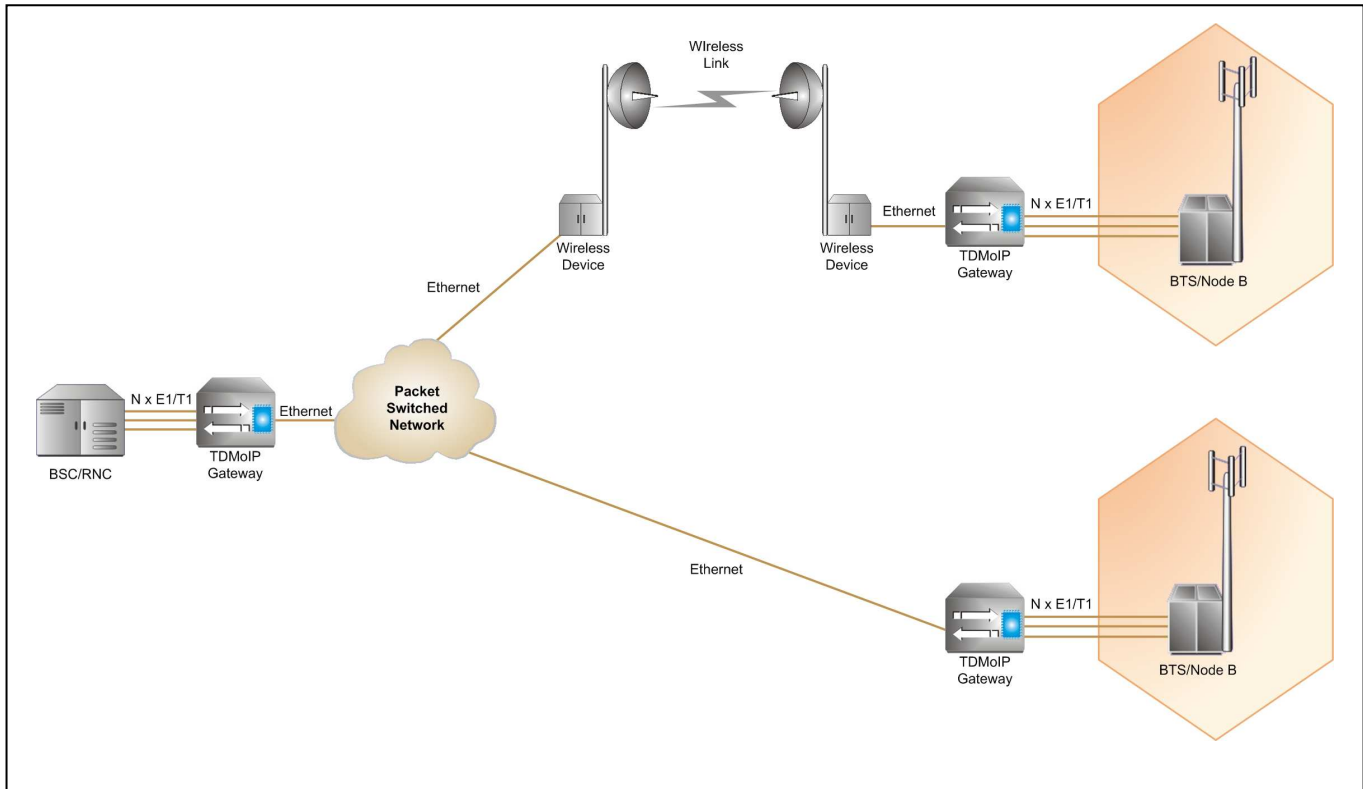 WIreless
Link
Ethernet
N x E1/T1
Wireless
Device
Wireless
Device
TDMoIP
Gateway
BTS/Node B
Ethernet
N x E1/T1
Ethernet
Packet
Switched
Network
BSC/RNC
TDMoIP
Gateway
Ethernet
N x E1/T1
TDMoIP
Gateway
BTS/Node B